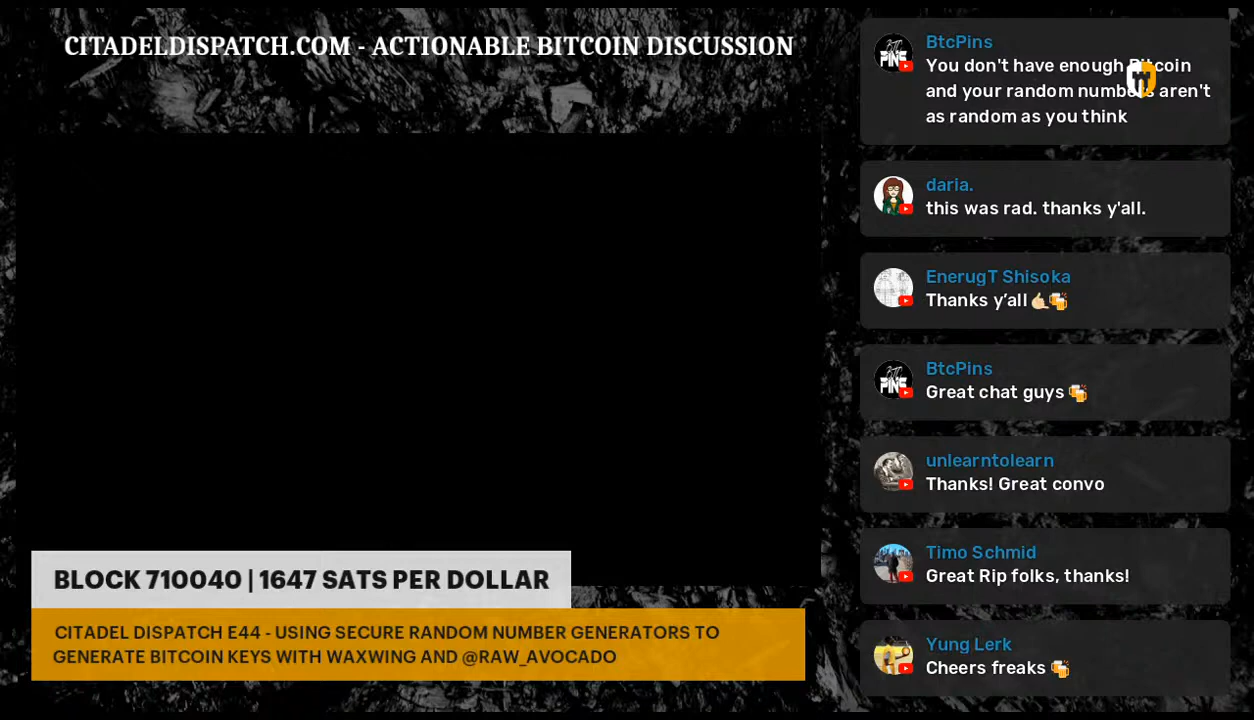 CITADELDISPATCH.COM - ACTIONABLE BITCOIN DISCUSSION
BLOCK 710040 | 1647 SATS PER DOLLAR
CITADEL DISPATCH E44 - USING SECURE RANDOM NUMBER GENERATORS TO
GENERATE BITCOIN KEYS WITH WAXWING AND @RAW_AVOCADO
BtcPins
You don't have enough Bitcoin
and your random numbers aren't
as random as you think
daria.
this was rad. thanks y'all.
EnerugT Shisoka
Thanks y’all🤙🏼🍻
BtcPins
Great chat guys 🍻
unlearntolearn
Thanks! Great convo
Timo Schmid
Great Rip folks, thanks!
Yung Lerk
Cheers freaks 🍻